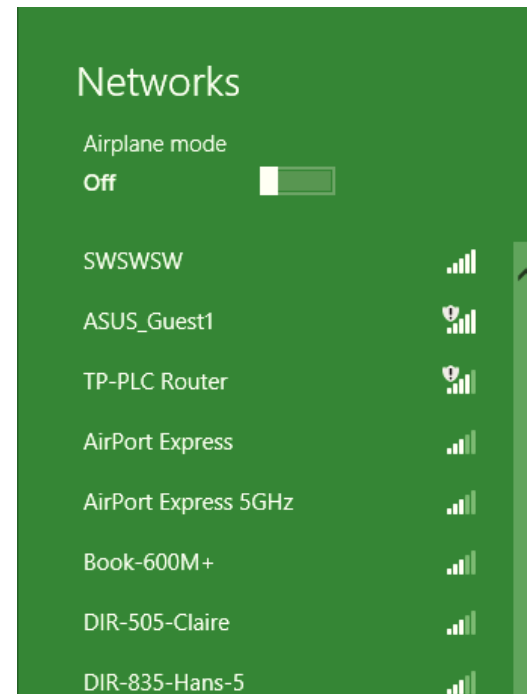 Networks
Airplane mode
Off
SWSWSW
ASUS_Guest1
TP-PLC Router
AirPort Express
AirPort Express 5GHz
Book-600M+
DIR-505-Claire
DIR-835-Hans-5